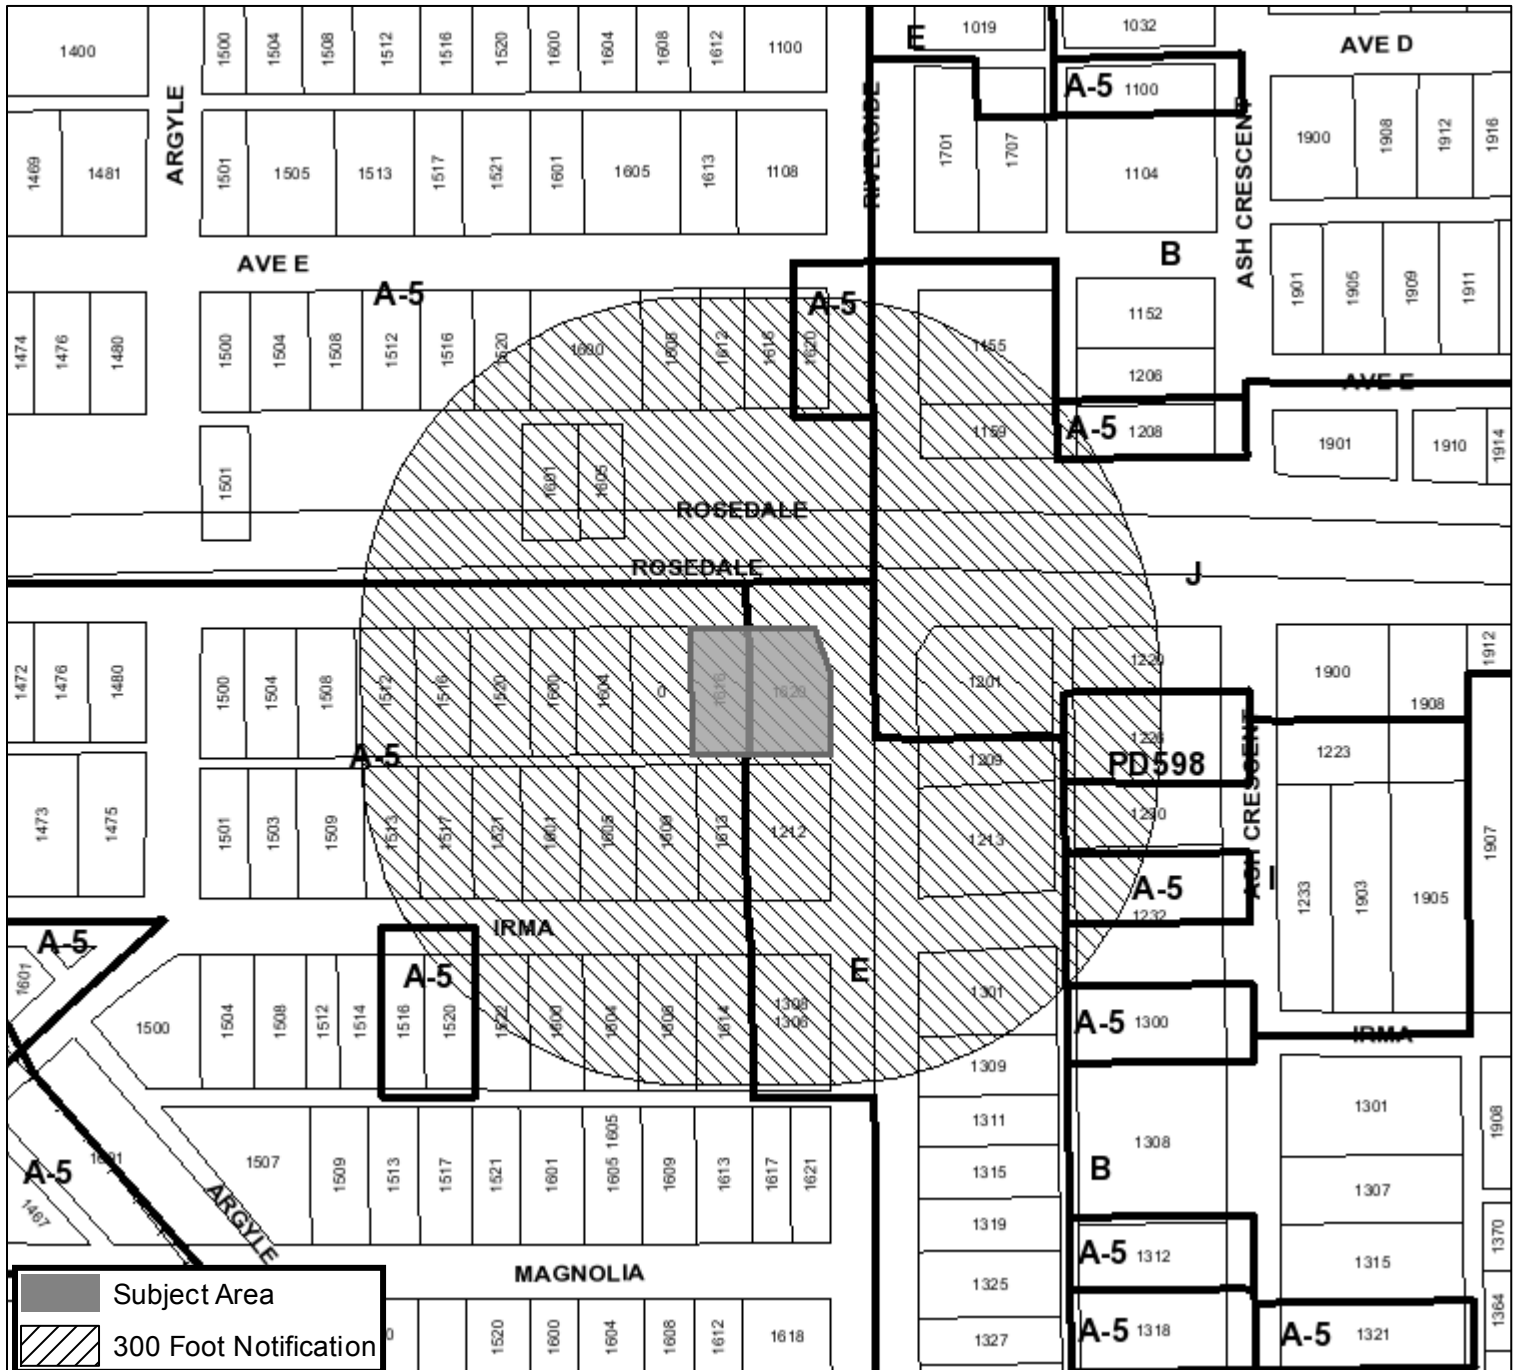 1400 1500 1504 1508 1512 1516 1520 1600 1604 1608 1612 1100 E 1019 1032 AVE D
A-5 1100
ARGYLE RIVERSIDE ASH CRESCENT
1469 1481 1501 1505 1513 1517 1521 1601 1605 1613 1108 1701 1707 1104 1900 1908 1912 1916
AVE E B
A-5 A-5 1901 1905 1909 1911
1152
1474 1476 1480 1500 1504 1508 1512 1516 1520 1600 1608 1612 1616 1620 1155
1206 AVE E
1159 A-5 1208 1901 1910 1914
1501 1601 1605
ROSEDALE
ROSEDALE J
1472 1476 1480 1500 1504 1508 1512 1516 1520 1600 1604 0 1616 1620 1201 1220 1900 1912
1908
1226
A-5 1209 PD598 1223
ASH CRESCENT
1473 1475 1501 1503 1509 1513 1517 1521 1601 1605 1609 1613 1212 1213 1230 1907
A-5 I
1232 1233 1903 1905
IRMA
A-5 A-5 E
1601 1301
1500 1504 1508 1512 1514 1516 1520 1522 1600 1604 1608 1614 1308
1306 A-5 1300 IRMA
1309
1311 1301 1908
1605
1507 1509 1513 1517 1521 1601 1605 1609 1613 1617 1621 1308
A-5 1601 1315 B
1467 ARGYLE 1307
1319 1370
A-5 1312 1315
MAGNOLIA
Subject Area 1325 1364
0 1520 1600 1604 1608 1612 1618 1327 A-5 1318 A-5 1321
300 Foot Notification